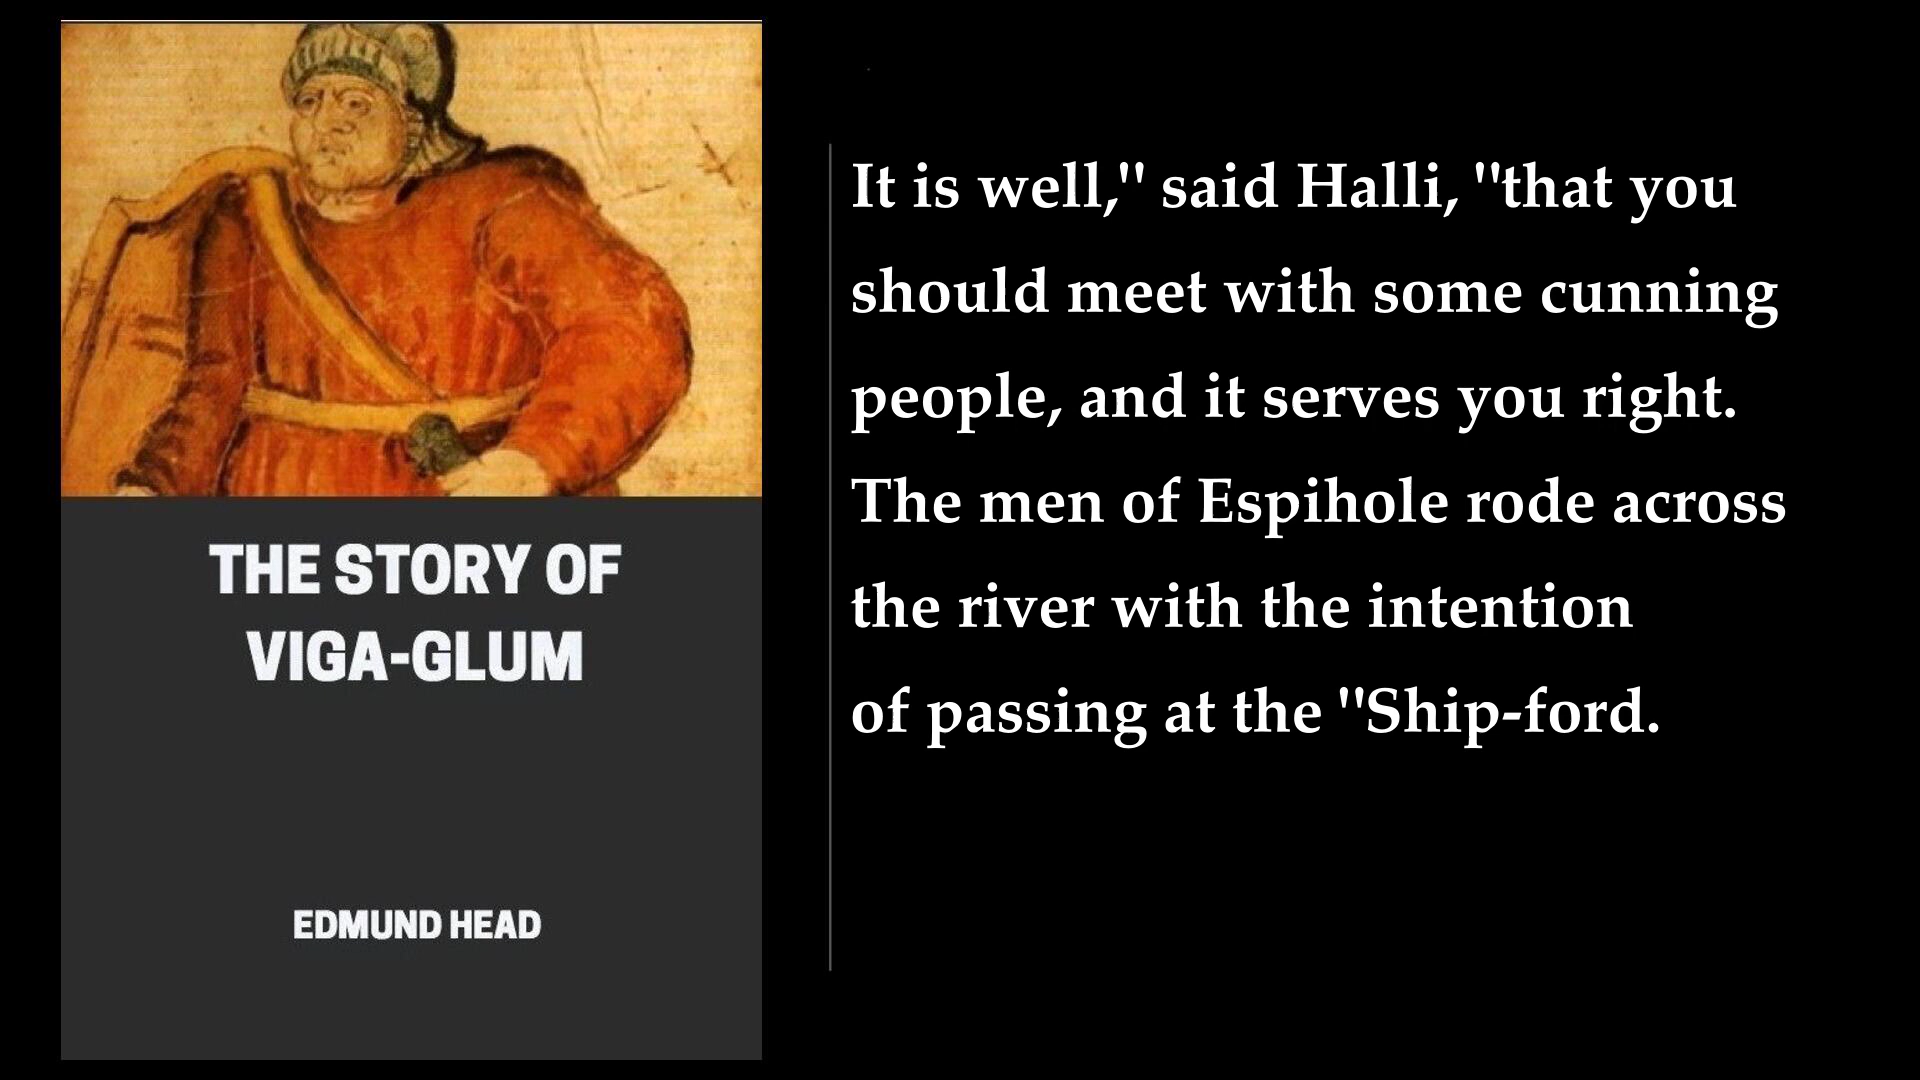 THE STORY OF
VIGA-GLUM
EDMUND HEAD
It is well," said Halli, "that you
should meet with some cunning
people, and it serves you right.
The men of Espihole rode across
the river with the intention
of passing at the "Ship-ford.